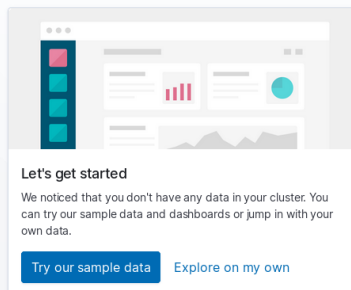 Let's get started
We noticed that you don't have any data in your cluster. You
can try our sample data and dashboards or jump in with your
own data.
Try our sample data
Explore on my own